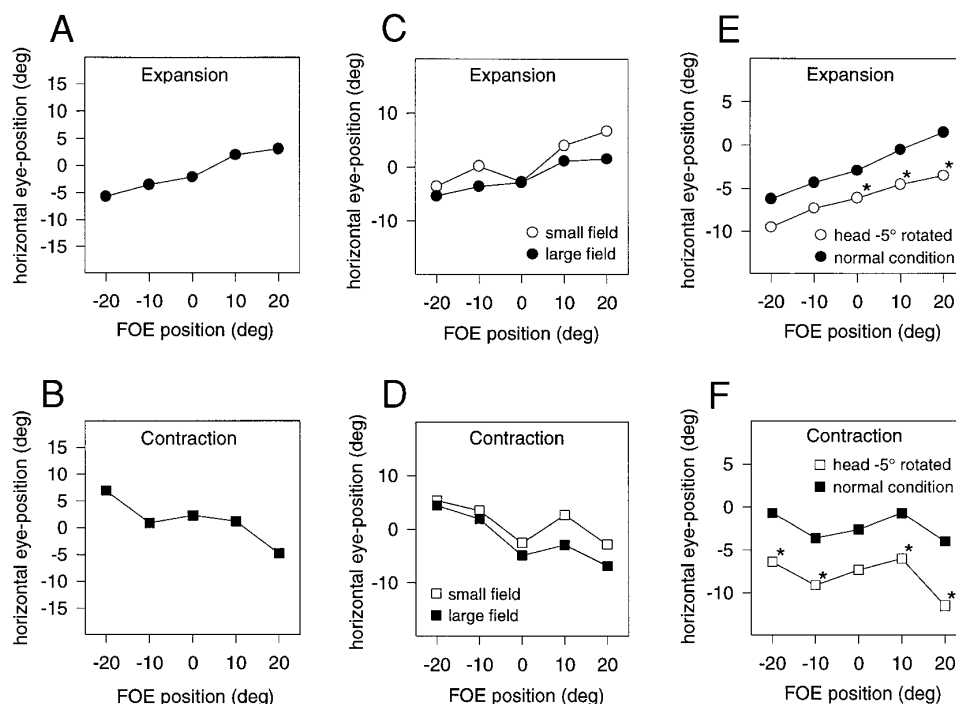 A
Expansion
horizontal eye-position (deg)
15
10
5
0
-5
-10
-15
-20 -10 0 10 20
FOE position (deg)
C
Expansion
horizontal eye-position (deg)
10
0
-10
small field
large field
-20 -10 0 10 20
FOE position (deg)
E
Expansion
horizontal eye-position (deg)
5
0
-5
-10
*
*
*
head -5° rotated
normal condition
-20 -10 0 10 20
FOE position (deg)
B
Contraction
horizontal eye-position (deg)
15
10
5
0
-5
-10
-15
-20 -10 0 10 20
FOE position (deg)
D
Contraction
horizontal eye-position (deg)
10
0
-10
small field
large field
-20 -10 0 10 20
FOE position (deg)
F
Contraction
horizontal eye-position (deg)
head -5° rotated
normal condition
5
0
-5
-10
*
*
*
*
-20 -10 0 10 20
FOE position (deg)